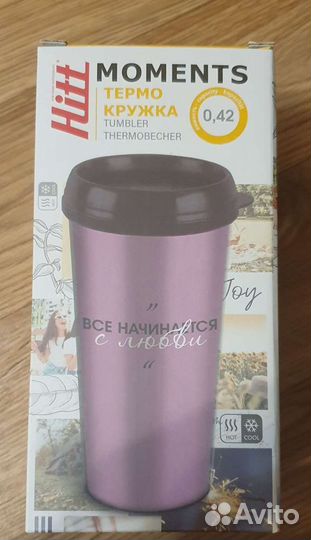 Hitt
MOMENTS
ТЕРМО
КРУЖКА
TUMBLER
THERMOBECHER
0,42
„
ВСЕ НАЧИНАЕТСЯ
с любви
“
Joy
HOT COOL
Avito